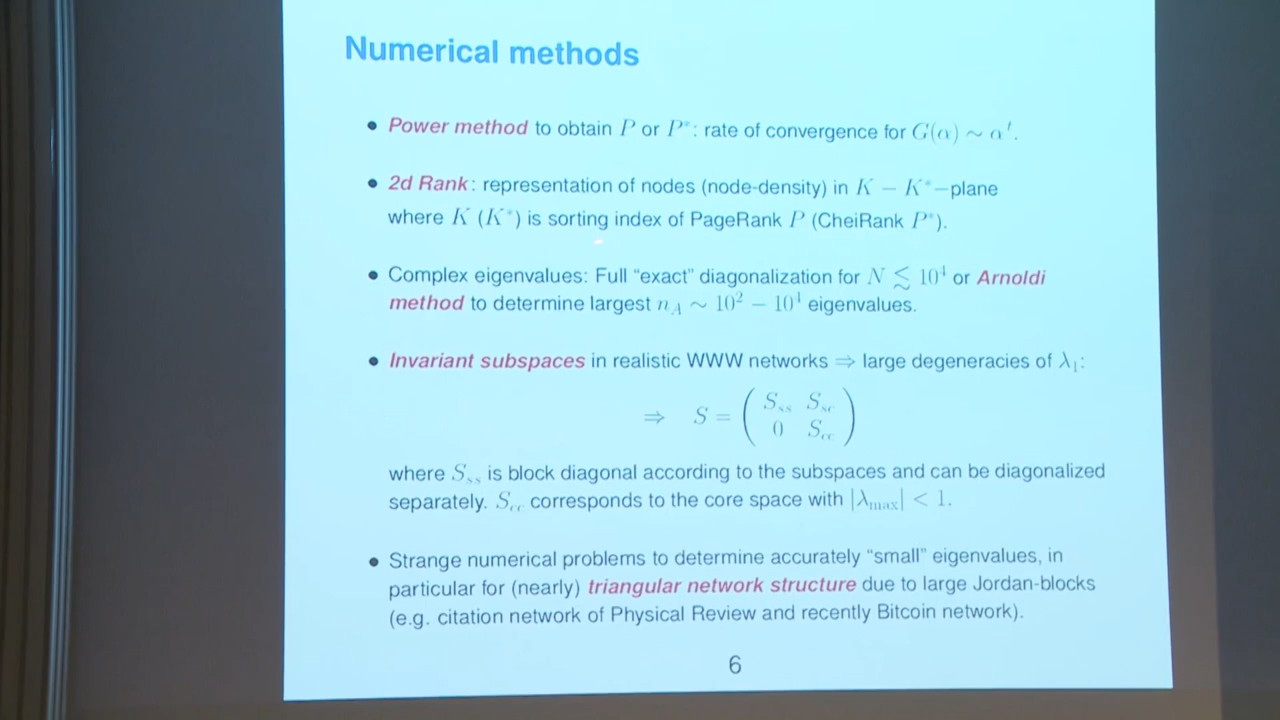 Numerical methods
• Power method to obtain P or P*: rate of convergence for G(α) ∼ α^t.
• 2d Rank: representation of nodes (node-density) in K − K*−plane
where K (K*) is sorting index of PageRank P (CheiRank P*).
• Complex eigenvalues: Full “exact” diagonalization for N ≲ 10^4 or Arnoldi
method to determine largest n_A ∼ 10^2 − 10^4 eigenvalues.
• Invariant subspaces in realistic WWW networks ⇒ large degeneracies of λ_1:
⇒ S = ( S_ss S_sc
0 S_cc )
where S_ss is block diagonal according to the subspaces and can be diagonalized
separately. S_cc corresponds to the core space with |λ_max| < 1.
• Strange numerical problems to determine accurately “small” eigenvalues, in
particular for (nearly) triangular network structure due to large Jordan-blocks
(e.g. citation network of Physical Review and recently Bitcoin network).
6